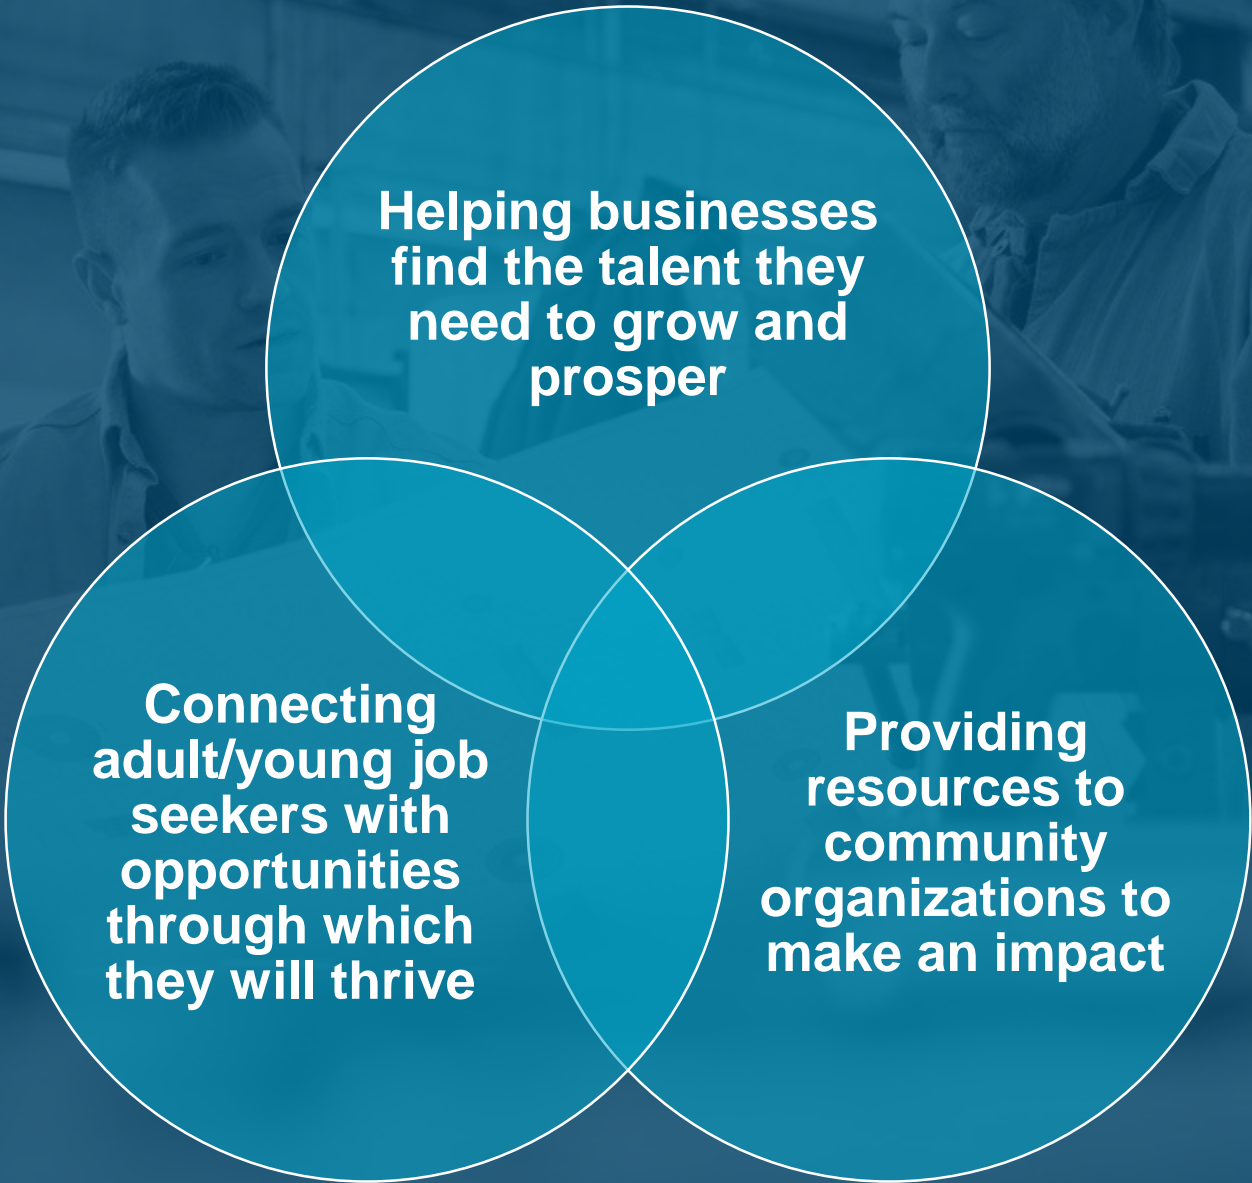 Helping businesses
find the talent they
need to grow and
prosper
Connecting
adult/young job
seekers with
opportunities
through which
they will thrive
Providing
resources to
community
organizations to
make an impact